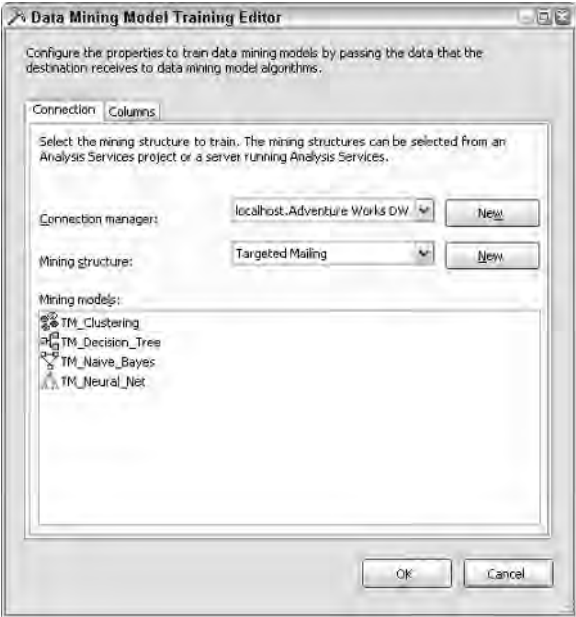 Data Mining Model Training Editor
Configure the properties to train data mining models by passing the data that the
destination receives to data mining model algorithms.
Connection Columns
Select the mining structure to train. The mining structures can be selected from an
Analysis Services project or a server running Analysis Services.
Connection manager: localhost.Adventure Works DW New
Mining structure: Targeted Mailing New
Mining models:
TM_Clustering
TM_Decision_Tree
TM_Naive_Bayes
TM_Neural_Net
OK Cancel